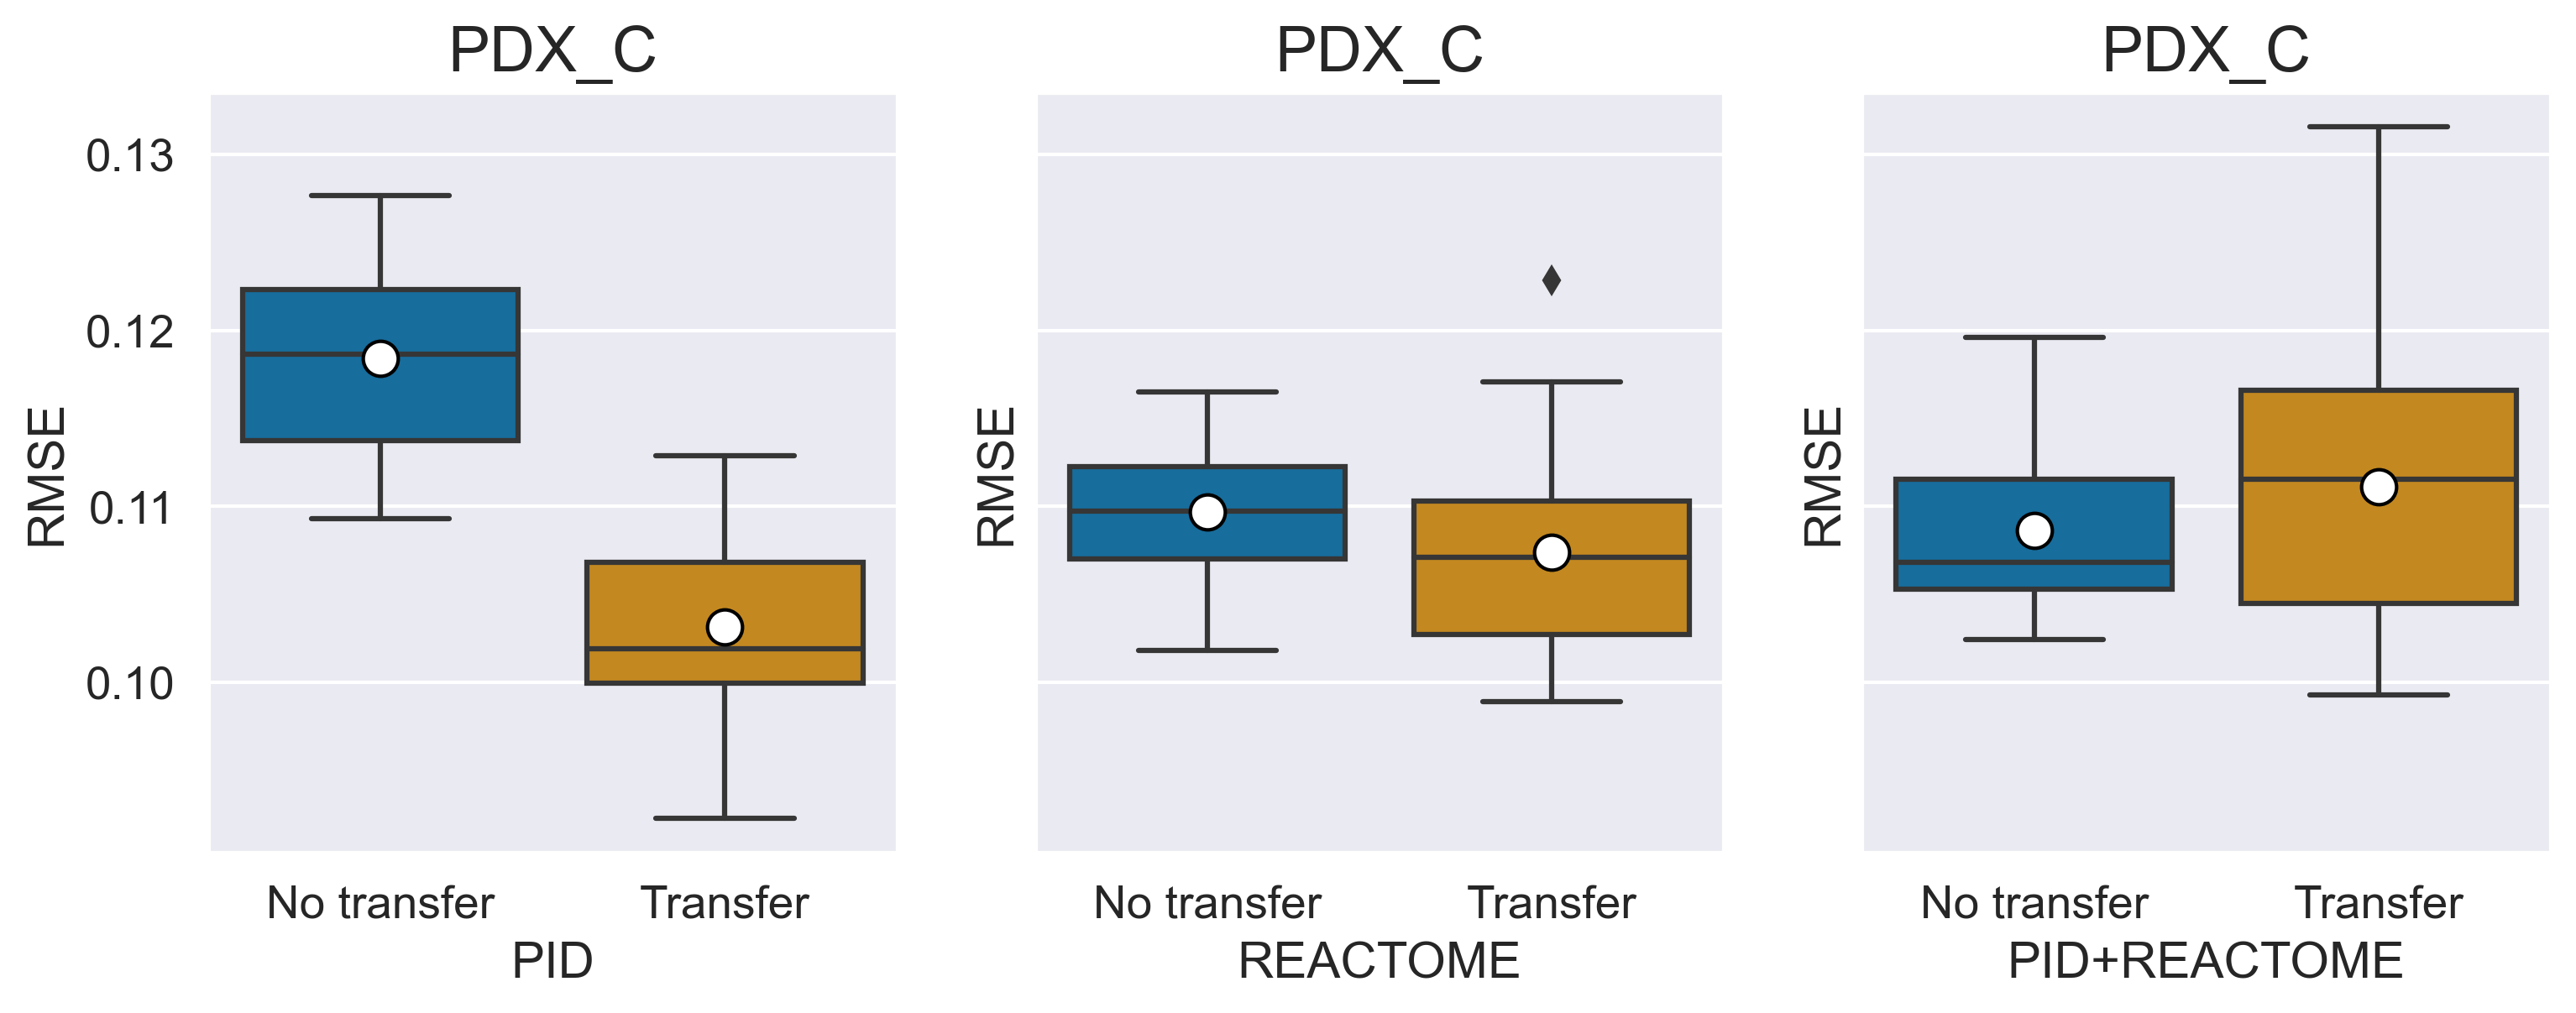 PDX_C
PDX_C
PDX_C
RMSE
0.13
0.12
0.11
0.10
No transfer
Transfer
PID
RMSE
No transfer
Transfer
REACTOME
RMSE
No transfer
Transfer
PID+REACTOME